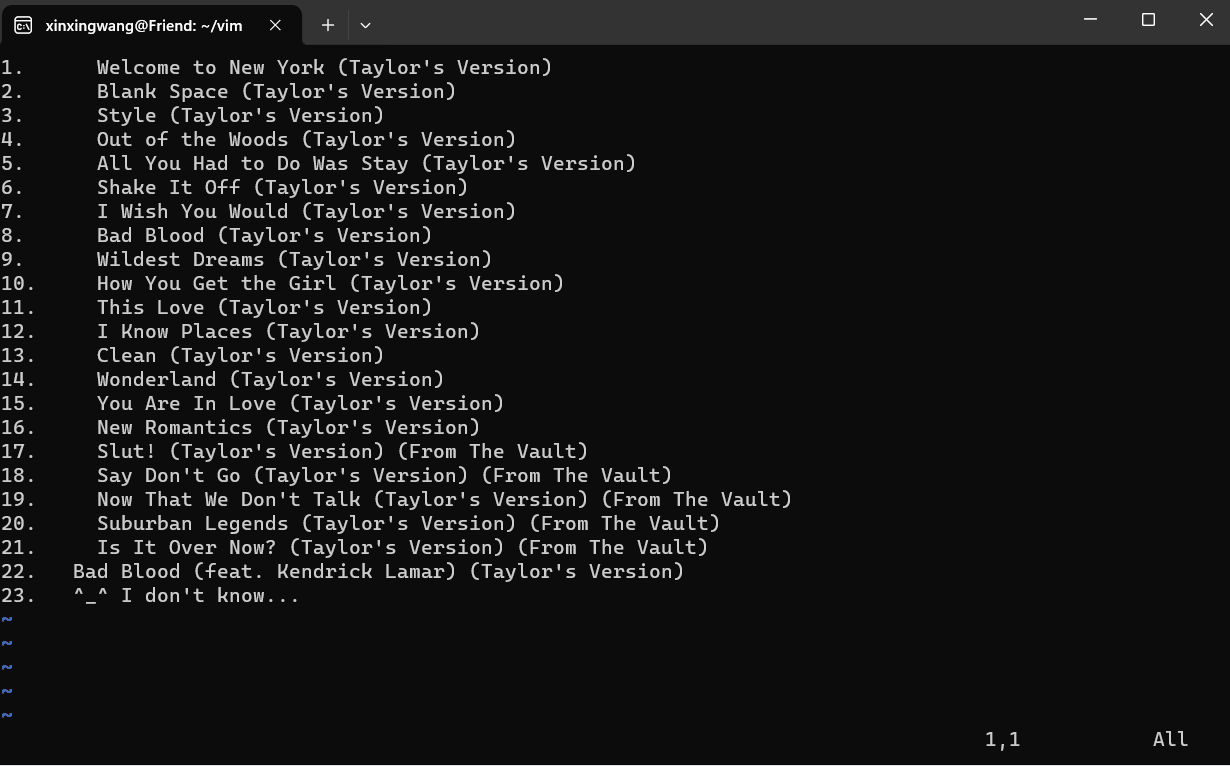 xinxingwang@Friend: ~/vim
1.      Welcome to New York (Taylor's Version)
2.      Blank Space (Taylor's Version)
3.      Style (Taylor's Version)
4.      Out of the Woods (Taylor's Version)
5.      All You Had to Do Was Stay (Taylor's Version)
6.      Shake It Off (Taylor's Version)
7.      I Wish You Would (Taylor's Version)
8.      Bad Blood (Taylor's Version)
9.      Wildest Dreams (Taylor's Version)
10.     How You Get the Girl (Taylor's Version)
11.     This Love (Taylor's Version)
12.     I Know Places (Taylor's Version)
13.     Clean (Taylor's Version)
14.     Wonderland (Taylor's Version)
15.     You Are In Love (Taylor's Version)
16.     New Romantics (Taylor's Version)
17.     Slut! (Taylor's Version) (From The Vault)
18.     Say Don't Go (Taylor's Version) (From The Vault)
19.     Now That We Don't Talk (Taylor's Version) (From The Vault)
20.     Suburban Legends (Taylor's Version) (From The Vault)
21.     Is It Over Now? (Taylor's Version) (From The Vault)
22.   Bad Blood (feat. Kendrick Lamar) (Taylor's Version)
23.   ^_^ I don't know...
~
~
~
~
~
1,1 All